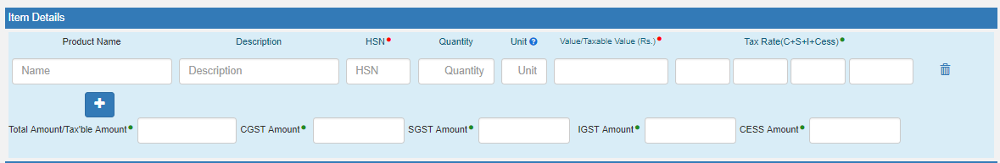 Item Details
Product Name Description HSN Quantity Unit Value/Taxable Value (Rs.) Tax Rate(C+S+I+Cess)
Name Description HSN Quantity Unit
Total Amount/Tax'ble Amount CGST Amount SGST Amount IGST Amount CESS Amount